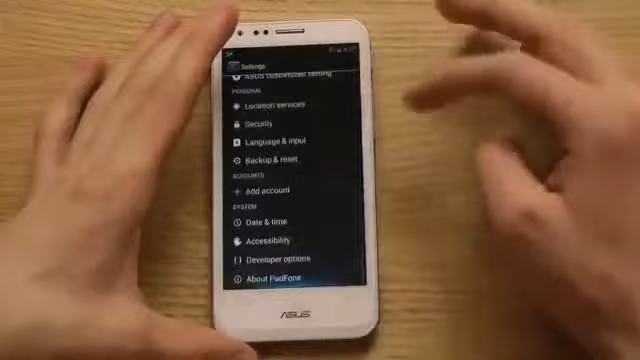 Settings
ASUS customized setting
PERSONAL
Location services
Security
Language & input
Backup & reset
ACCOUNTS
Add account
SYSTEM
Date & time
Accessibility
Developer options
About PadFone
ASUS